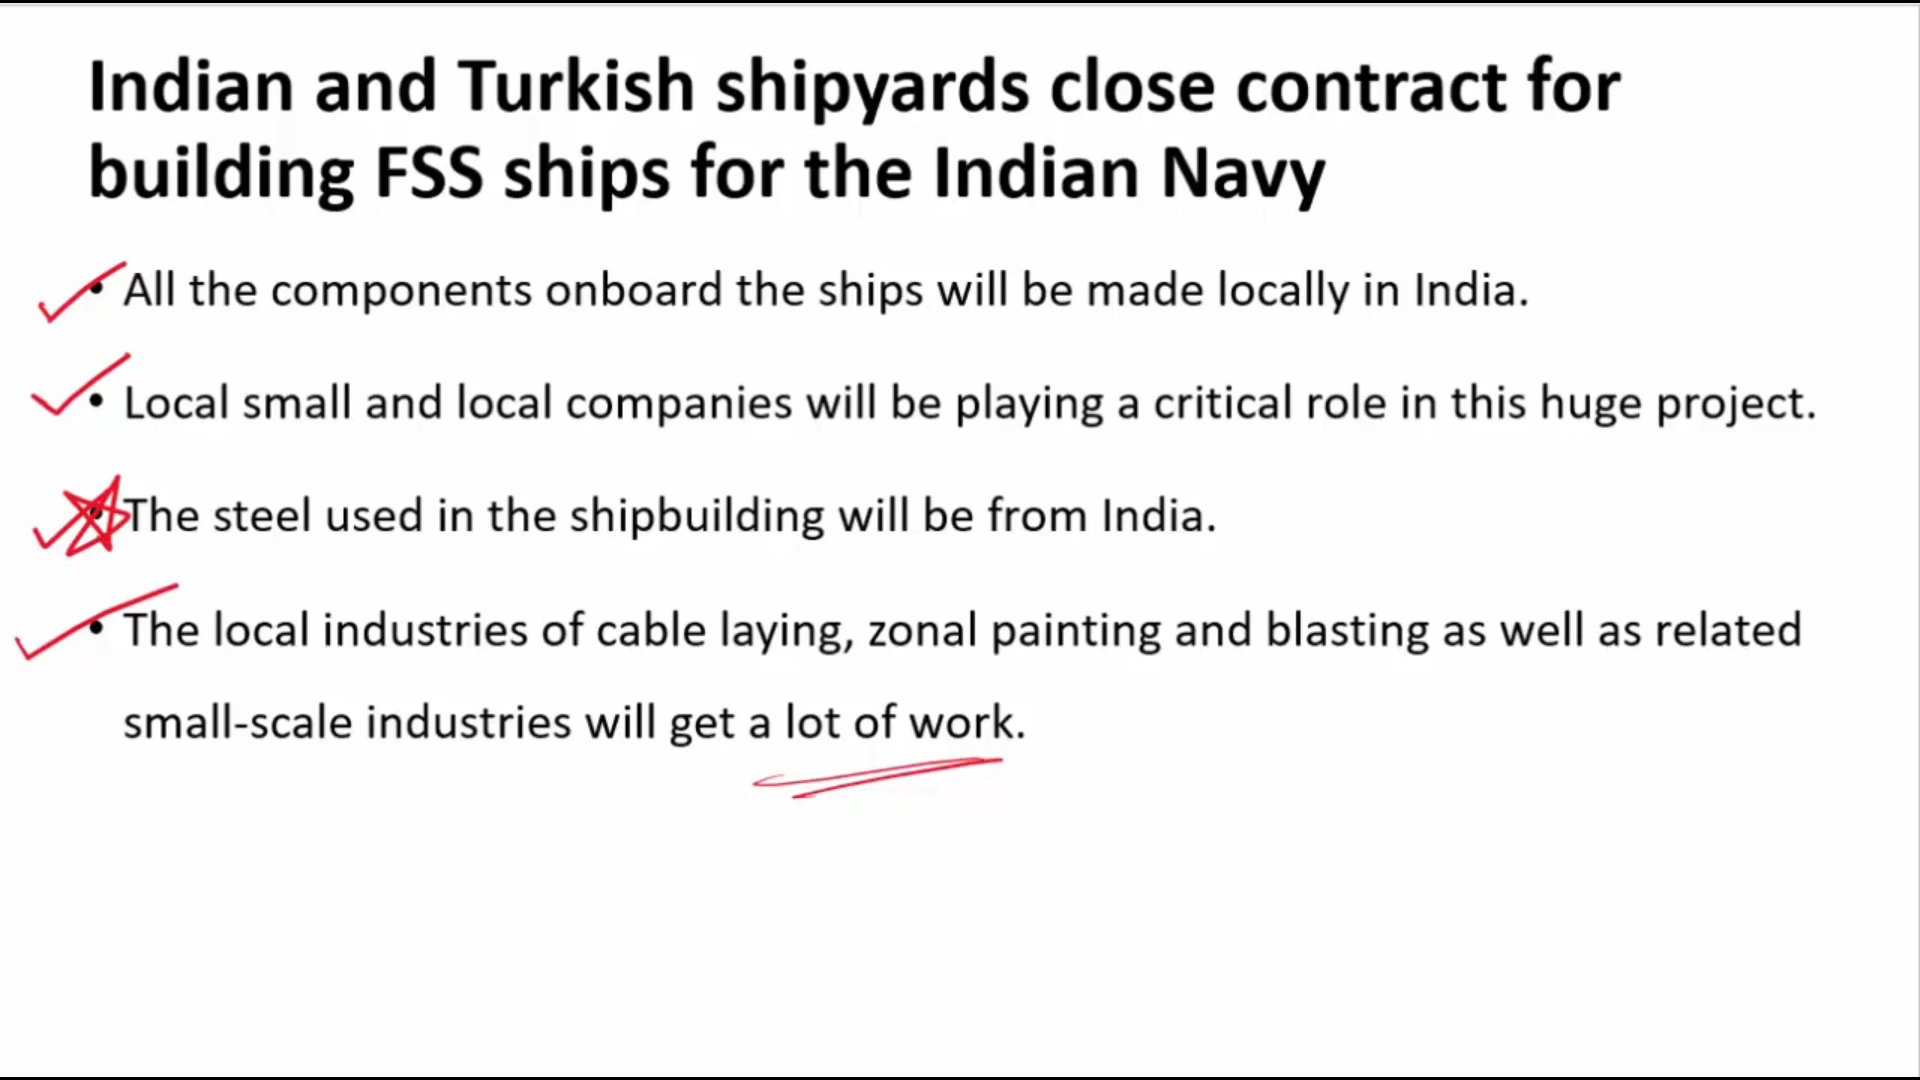 Indian and Turkish shipyards close contract for
building FSS ships for the Indian Navy
• All the components onboard the ships will be made locally in India.
• Local small and local companies will be playing a critical role in this huge project.
• The steel used in the shipbuilding will be from India.
• The local industries of cable laying, zonal painting and blasting as well as related
small-scale industries will get a lot of work.